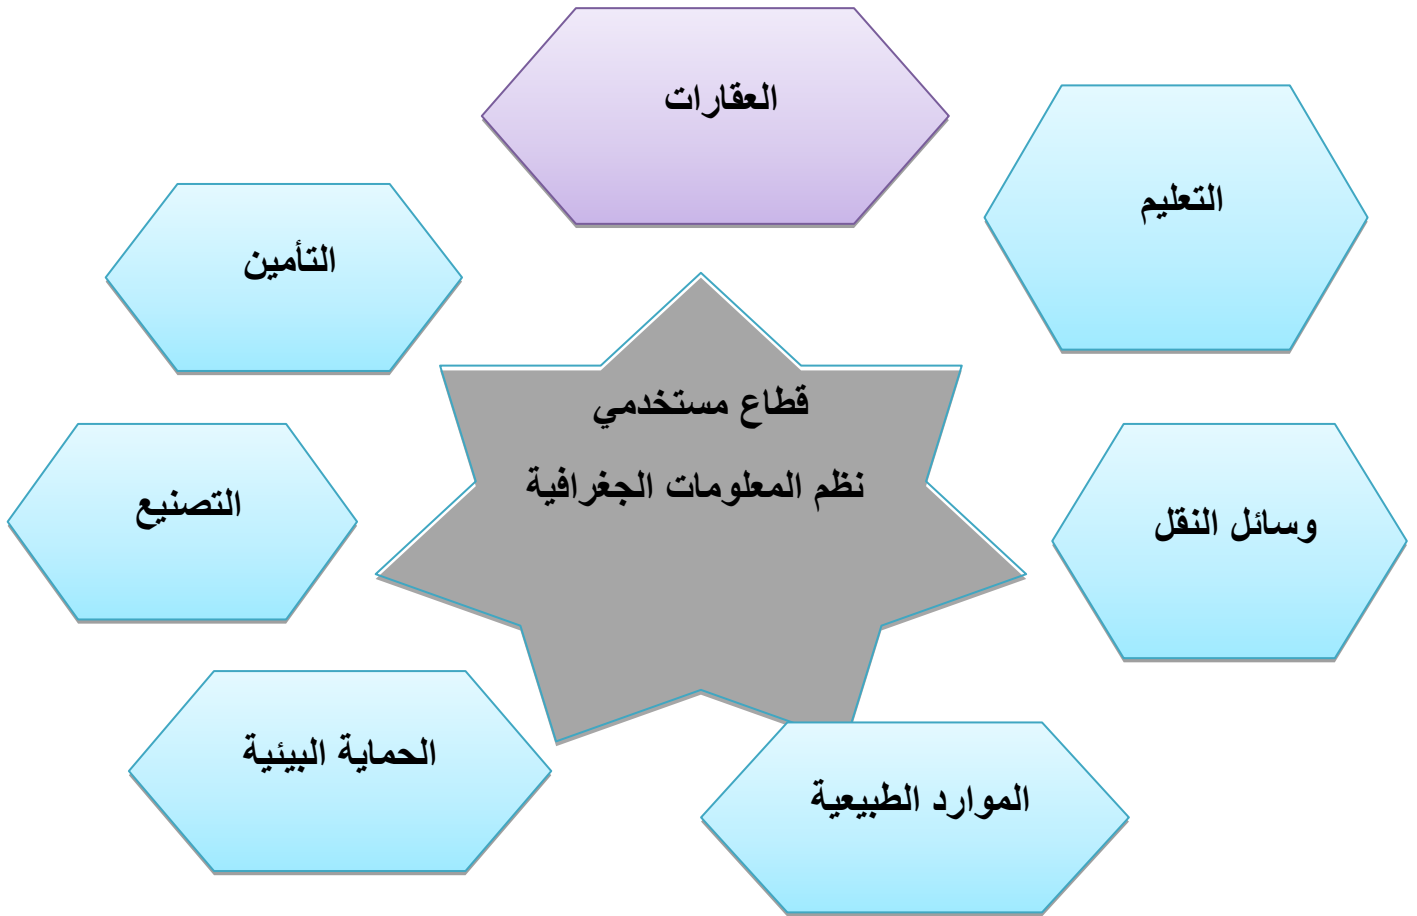 العقارات
التعليم
التأمين
قطاع مستخدمي
نظم المعلومات الجغرافية
التصنيع
وسائل النقل
الحماية البيئية
الموارد الطبيعية